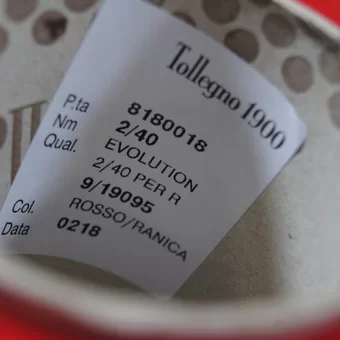 Tollegno 1900
P.ta 8180018
Nm 2/40
Qual. EVOLUTION
2/40 PER R
9/19095
Col. ROSSO/RANICA
Data 0218